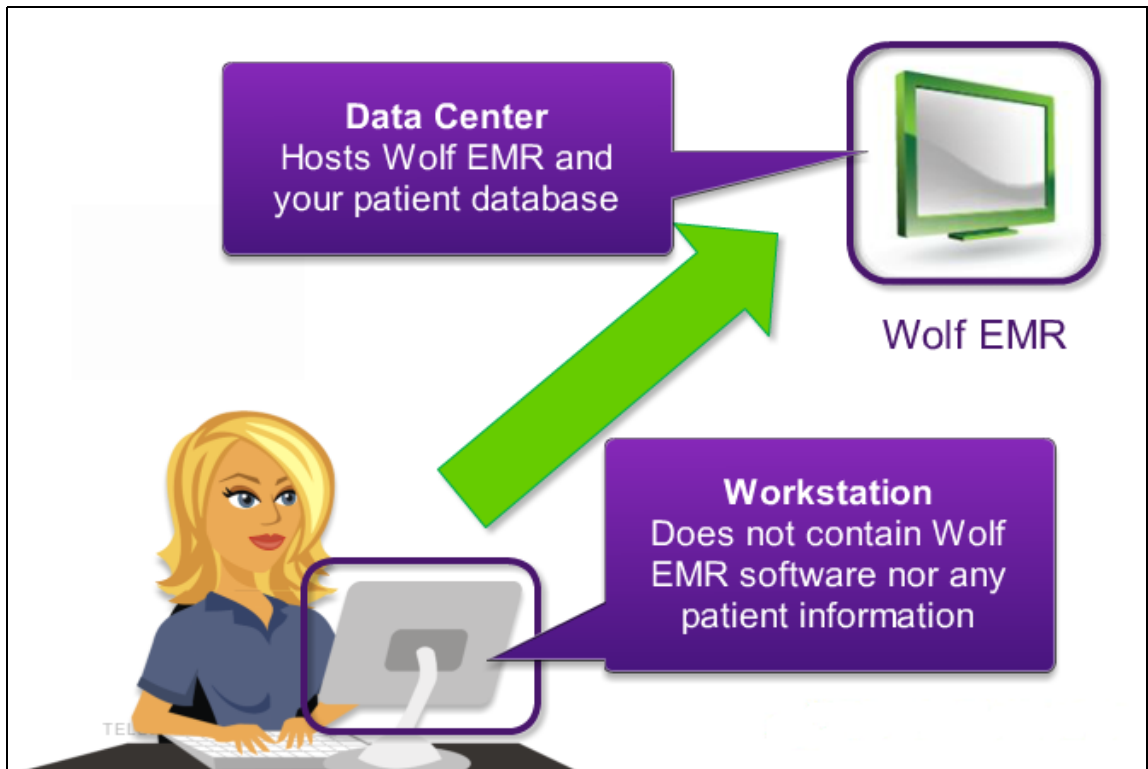 Data Center
Hosts Wolf EMR and
your patient database
Wolf EMR
Workstation
Does not contain Wolf
EMR software nor any
patient information